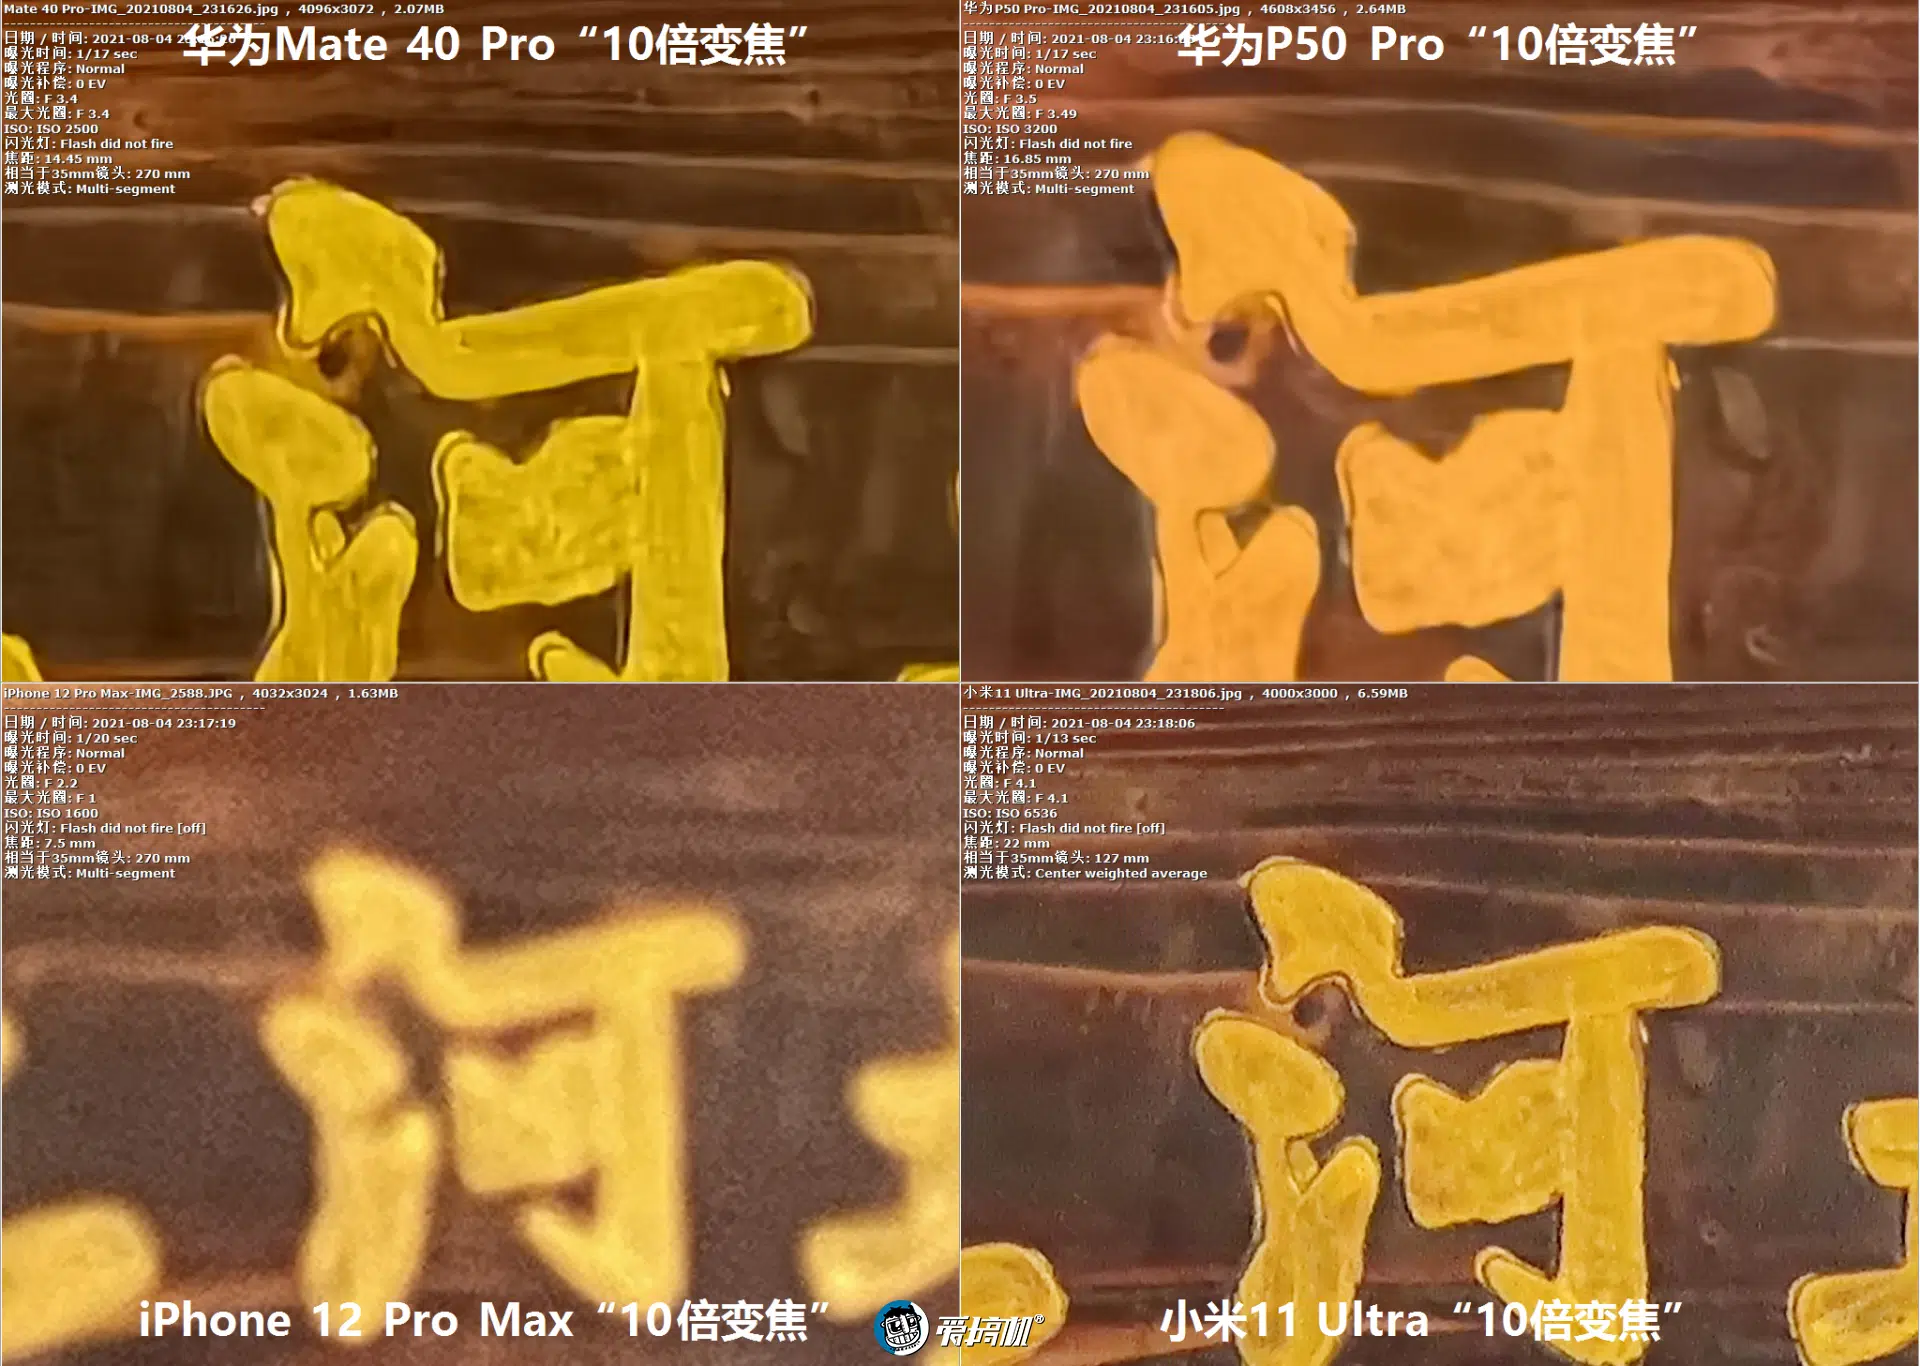 Mate 40 Pro-IMG_20210804_231626.jpg , 4096x3072 , 2.07MB
日期 / 时间: 2021-08-04
曝光时间: 1/17 sec
曝光程序: Normal
曝光补偿: 0 EV
光圈: F 3.4
最大光圈: F 3.4
ISO: ISO 2500
闪光灯: Flash did not fire
焦距: 14.45 mm
相当于35mm镜头: 270 mm
测光模式: Multi-segment
华为Mate 40 Pro “10倍变焦”
河
华为P50 Pro-IMG_20210804_231605.jpg , 4608x3456 , 2.64MB
日期 / 时间: 2021-08-04 23:16:
曝光时间: 1/17 sec
曝光程序: Normal
曝光补偿: 0 EV
光圈: F 3.5
最大光圈: F 3.49
ISO: ISO 3200
闪光灯: Flash did not fire
焦距: 16.85 mm
相当于35mm镜头: 270 mm
测光模式: Multi-segment
华为P50 Pro “10倍变焦”
河
iPhone 12 Pro Max-IMG_2588.JPG , 4032x3024 , 1.63MB
日期 / 时间: 2021-08-04 23:17:19
曝光时间: 1/20 sec
曝光程序: Normal
曝光补偿: 0 EV
光圈: F 2.2
最大光圈: F 1
ISO: ISO 1600
闪光灯: Flash did not fire [off]
焦距: 7.5 mm
相当于35mm镜头: 270 mm
测光模式: Multi-segment
河
iPhone 12 Pro Max “10倍变焦”
小米11 Ultra-IMG_20210804_231806.jpg , 4000x3000 , 6.59MB
日期 / 时间: 2021-08-04 23:18:06
曝光时间: 1/13 sec
曝光程序: Normal
曝光补偿: 0 EV
光圈: F 4.1
最大光圈: F 4.1
ISO: ISO 6536
闪光灯: Flash did not fire [off]
焦距: 22 mm
相当于35mm镜头: 127 mm
测光模式: Center weighted average
河
小米11 Ultra “10倍变焦”
爱搞机®